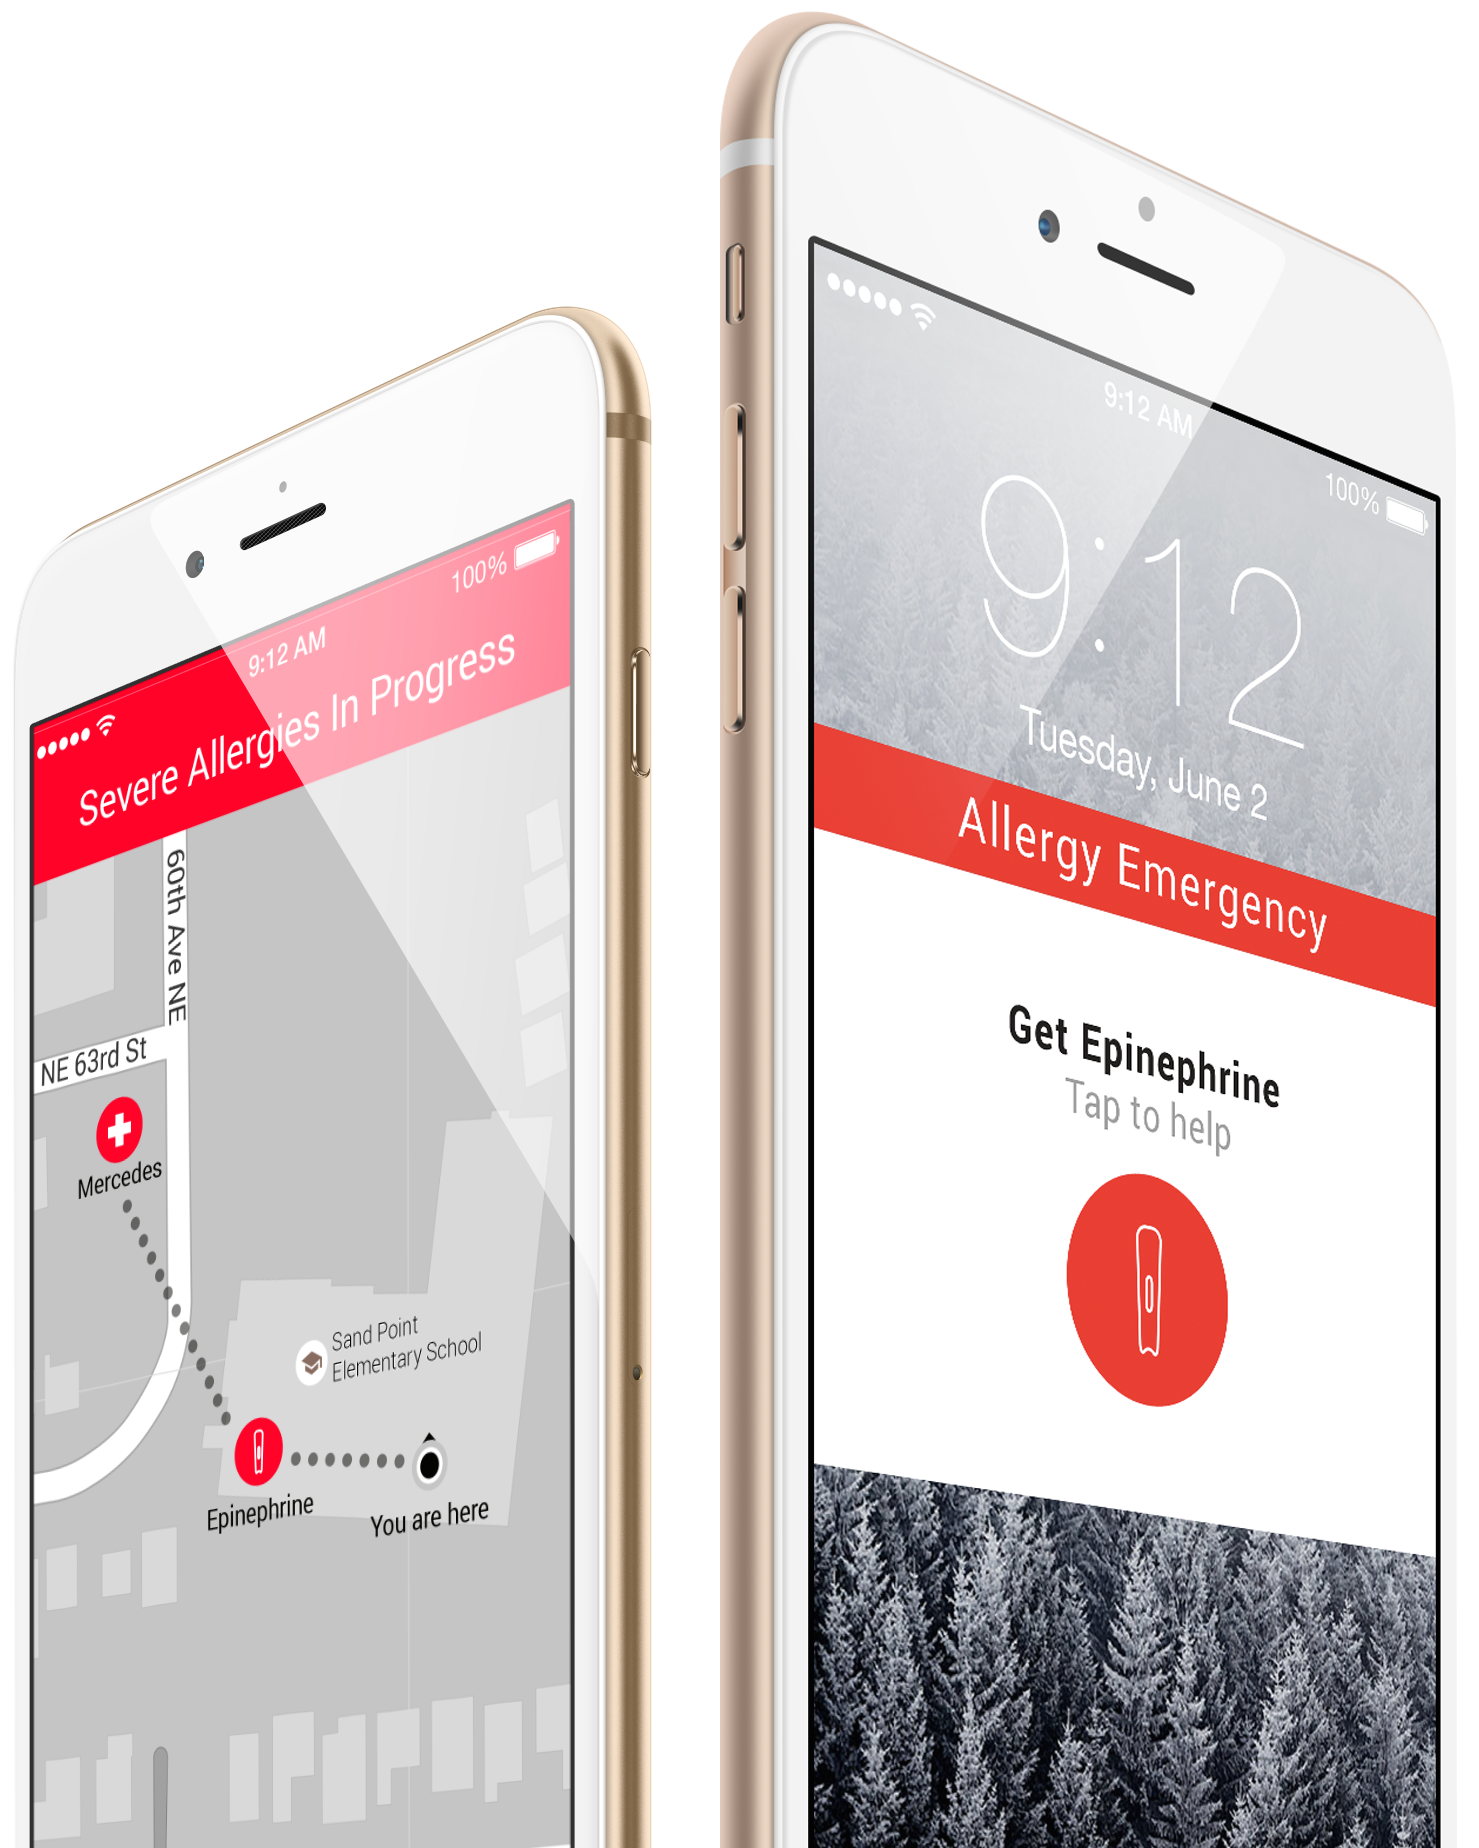 9:12 AM
100%
Severe Allergies In Progress
60th Ave NE
NE 63rd St
Mercedes
Sand Point
Elementary School
Epinephrine
You are here
9:12 AM
100%
9:12
Tuesday, June 2
Allergy Emergency
Get Epinephrine
Tap to help